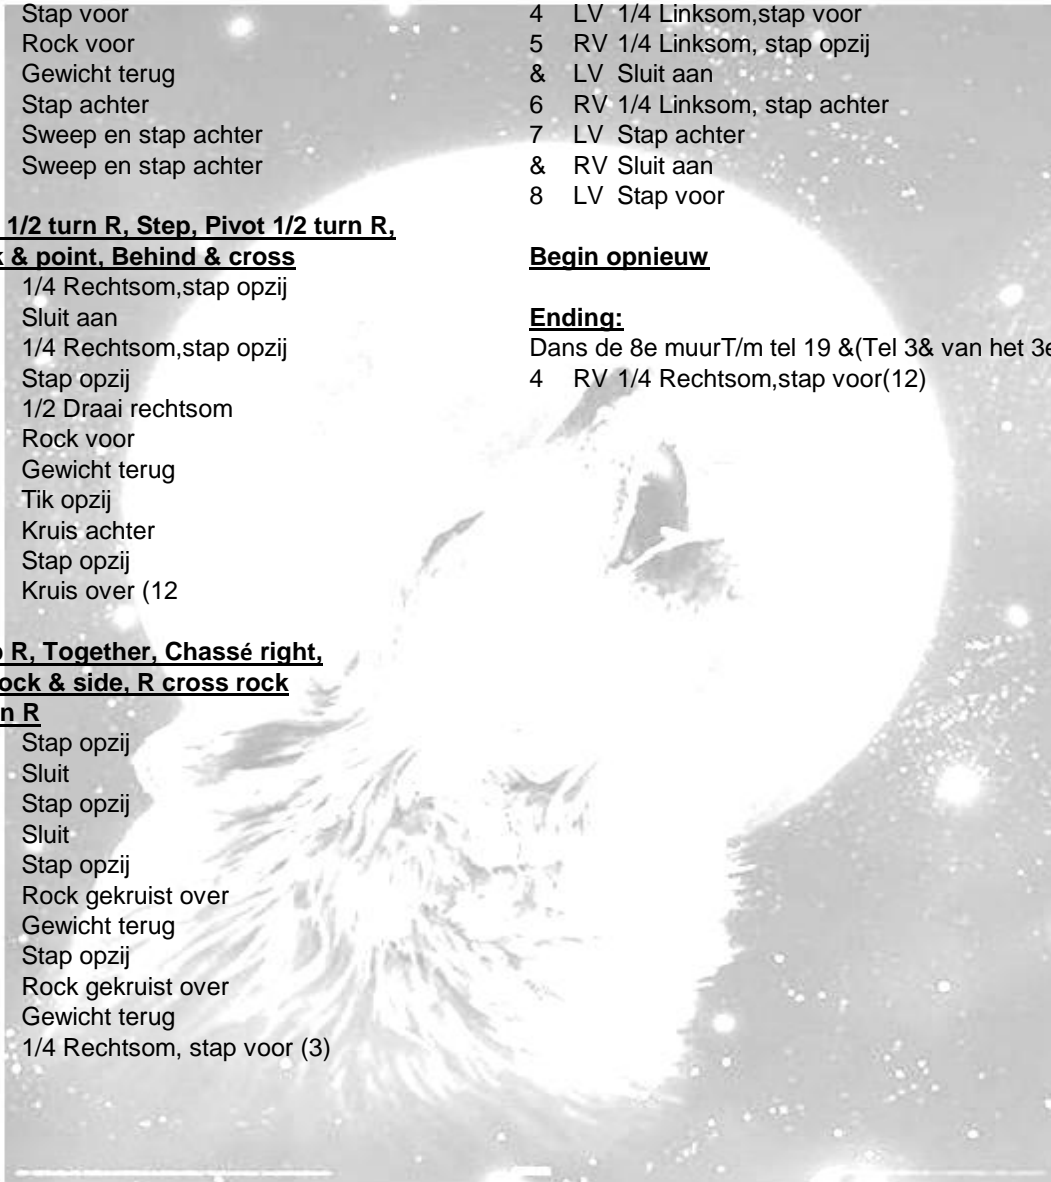 Stap voor
Rock voor
Gewicht terug
Stap achter
Sweep en stap achter
Sweep en stap achter
1/2 turn R, Step, Pivot 1/2 turn R,
& point, Behind & cross
1/4 Rechtsom,stap opzij
Sluit aan
1/4 Rechtsom,stap opzij
Stap opzij
1/2 Draai rechtsom
Rock voor
Gewicht terug
Tik opzij
Kruis achter
Stap opzij
Kruis over (12
R, Together, Chassé right,
ock & side, R cross rock
n R
Stap opzij
Sluit
Stap opzij
Sluit
Stap opzij
Rock gekruist over
Gewicht terug
Stap opzij
Rock gekruist over
Gewicht terug
1/4 Rechtsom, stap voor (3)
4 LV 1/4 Linksom,stap voor
5 RV 1/4 Linksom, stap opzij
& LV Sluit aan
6 RV 1/4 Linksom, stap achter
7 LV Stap achter
& RV Sluit aan
8 LV Stap voor
Begin opnieuw
Ending:
Dans de 8e muurT/m tel 19 &(Tel 3& van het 3e
4 RV 1/4 Rechtsom,stap voor(12)